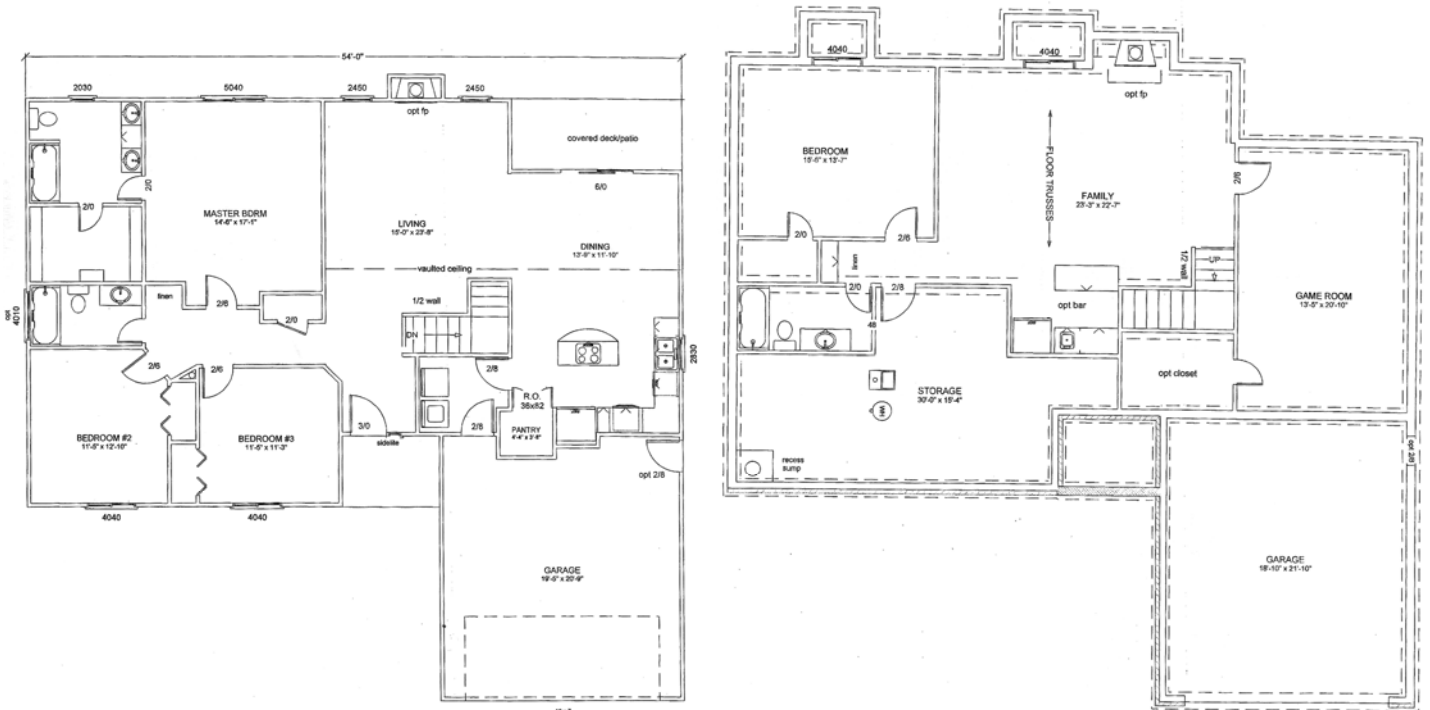 54'-0"
2030
5040
2450
2450
opt fp
covered deck/patio
6/0
2/0
2/0
MASTER BDRM
14'-6" x 17'-1"
LIVING
15'-0" x 23'-8"
DINING
13'-9" x 11'-10"
vaulted ceiling
linen
2/6
1/2 wall
2/0
opt
4010
DN
2830
2/6
2/6
2/8
R.O.
36x82
3/0
2/8
PANTRY
4'-4" x 3'-8"
BEDROOM #2
11'-5" x 12'-10"
BEDROOM #3
11'-5" x 11'-3"
sidelite
opt 2/8
4040
4040
GARAGE
19'-5" x 20'-9"
4040
4040
opt fp
BEDROOM
15'-5" x 13'-7"
FLOOR TRUSSES
FAMILY
23'-3" x 22'-7"
2/8
2/0
2/6
linen
1/2 wall
UP
2/0
2/8
opt bar
GAME ROOM
13'-5" x 20'-10"
48
opt closet
STORAGE
30'-0" x 15'-4"
WH
recess
sump
opt 2/8
GARAGE
18'-10" x 21'-10"